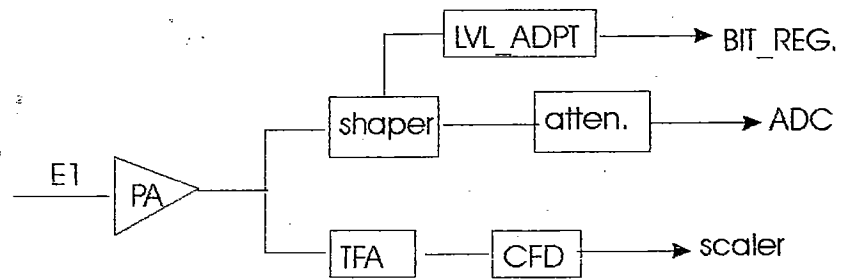 LVL_ADPT
BIT_REG.
shaper
atten.
ADC
E1
PA
TFA
CFD
scaler